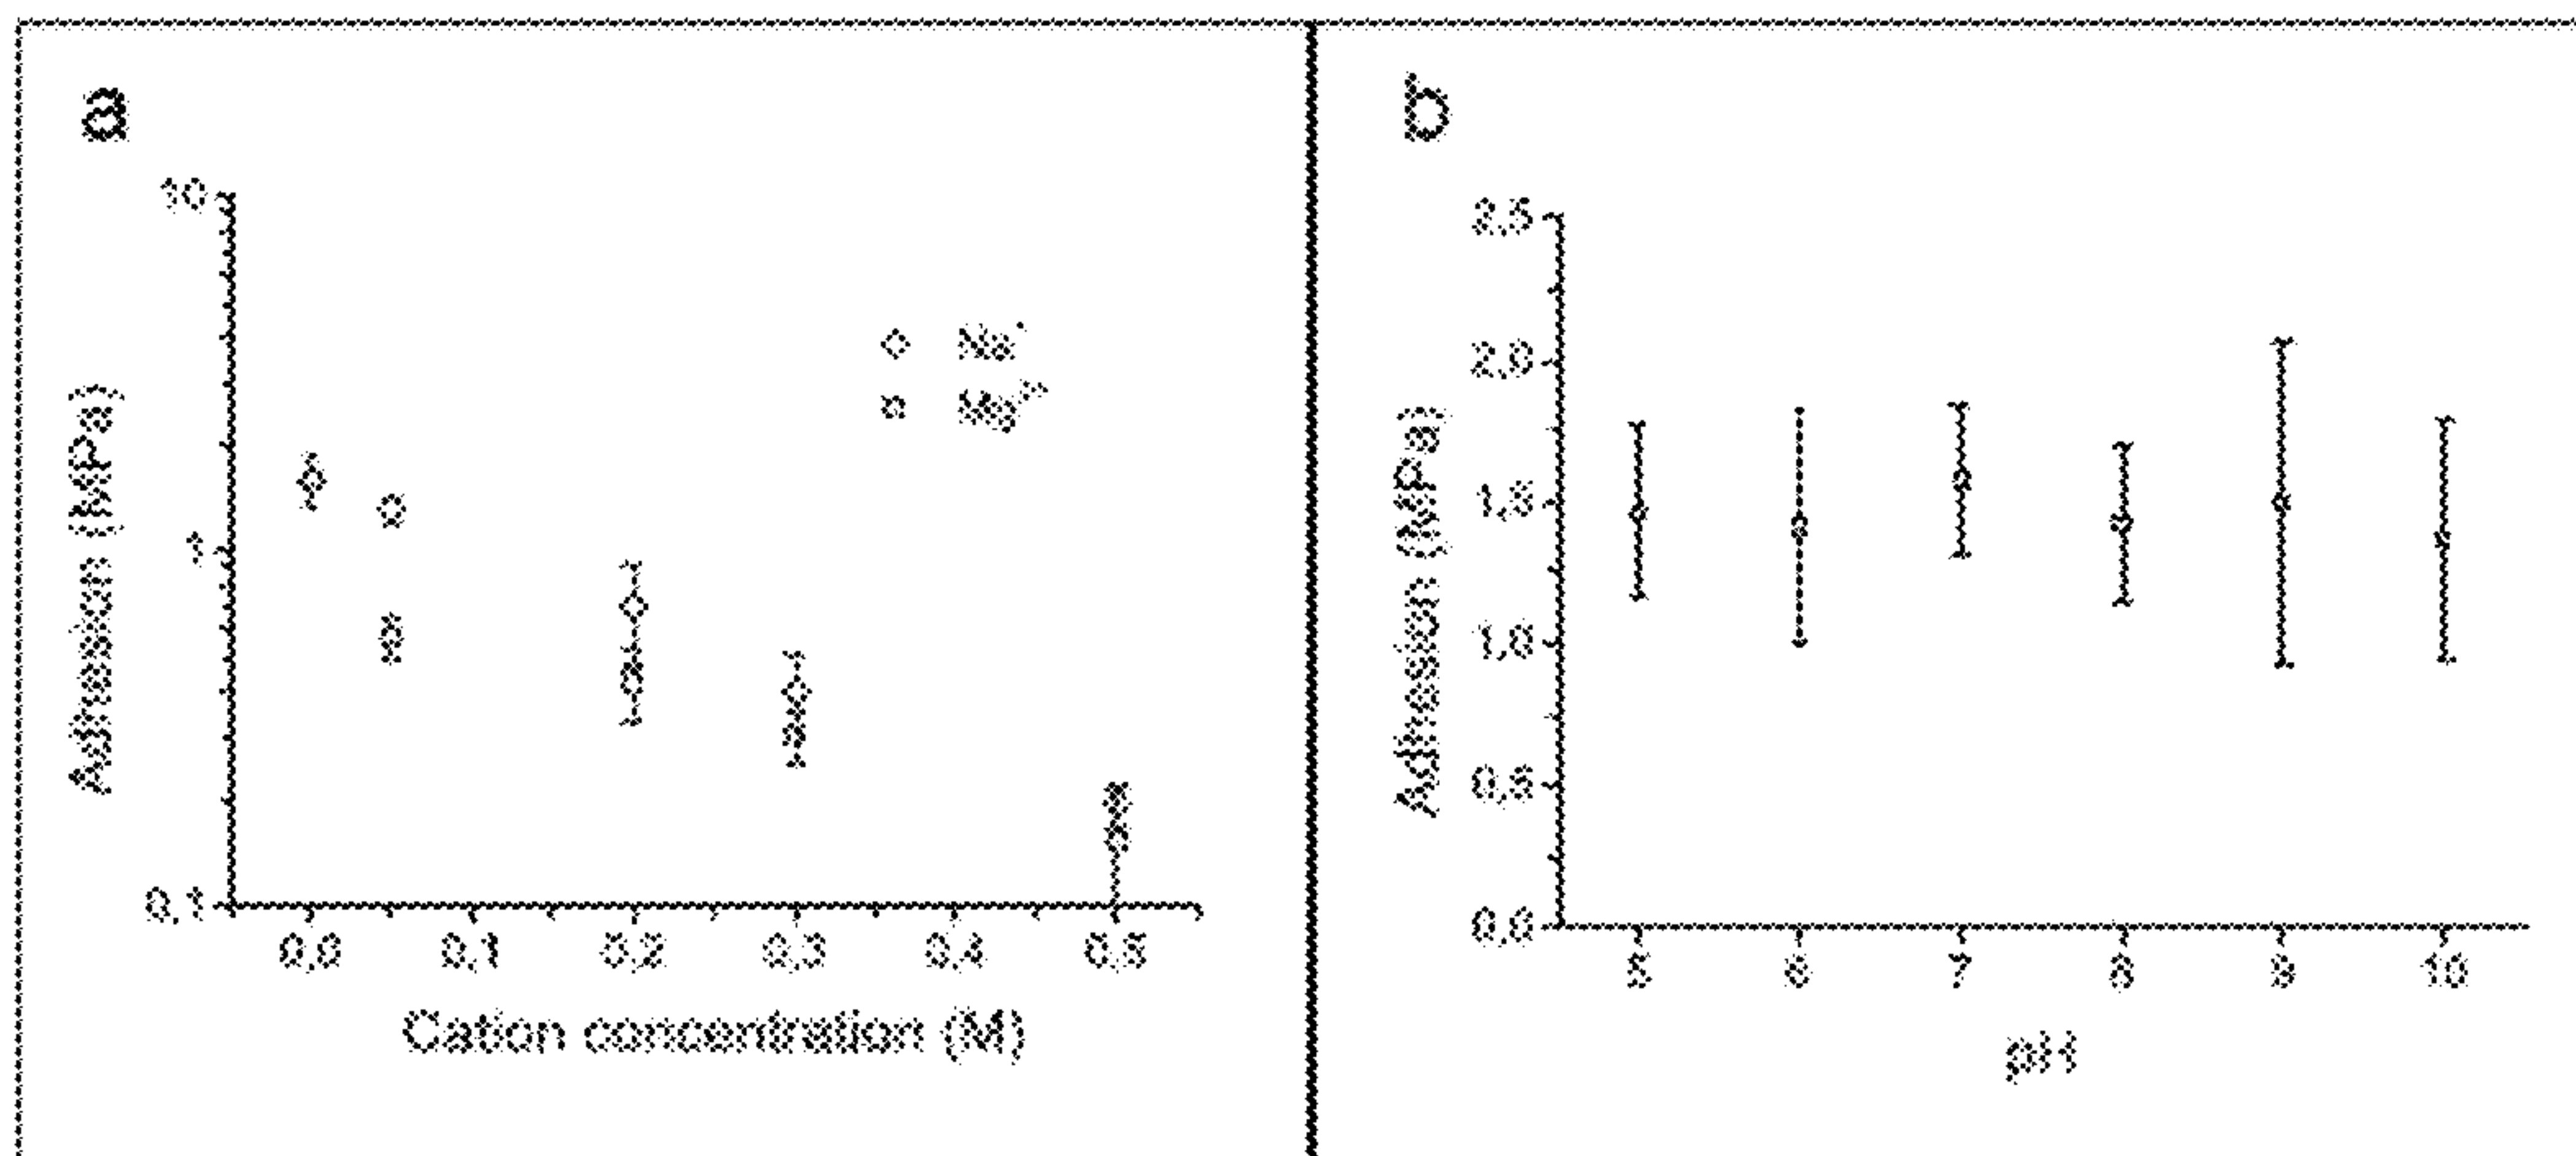 a
10
1
0,1
Adhesion (MPa)
Na⁺
Mg²⁺
0,0 0,1 0,2 0,3 0,4 0,5
Cation concentration (M)
b
2,5
2,0
1,5
1,0
0,5
0,0
Adhesion (MPa)
5 6 7 8 9 10
pH